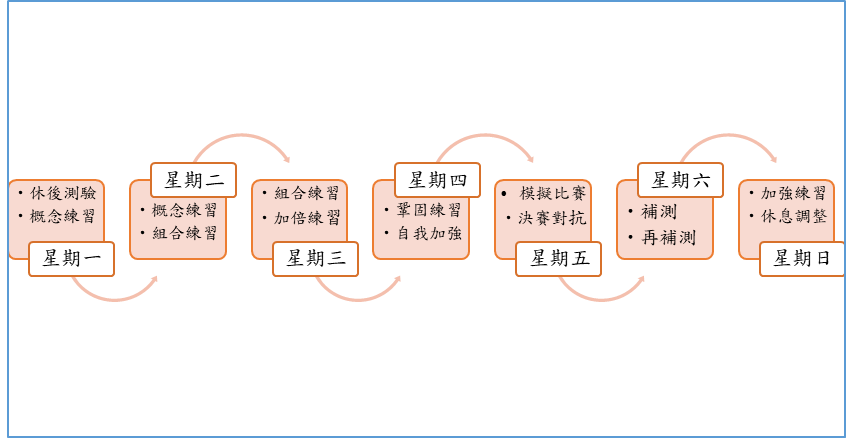 ・休後測驗
・概念練習
星期一
星期二
・概念練習
・組合練習
・組合練習
・加倍練習
星期三
星期四
・鞏固練習
・自我加強
• 模擬比賽
・決賽對抗
星期五
星期六
・補測
・再補測
・加強練習
・休息調整
星期日